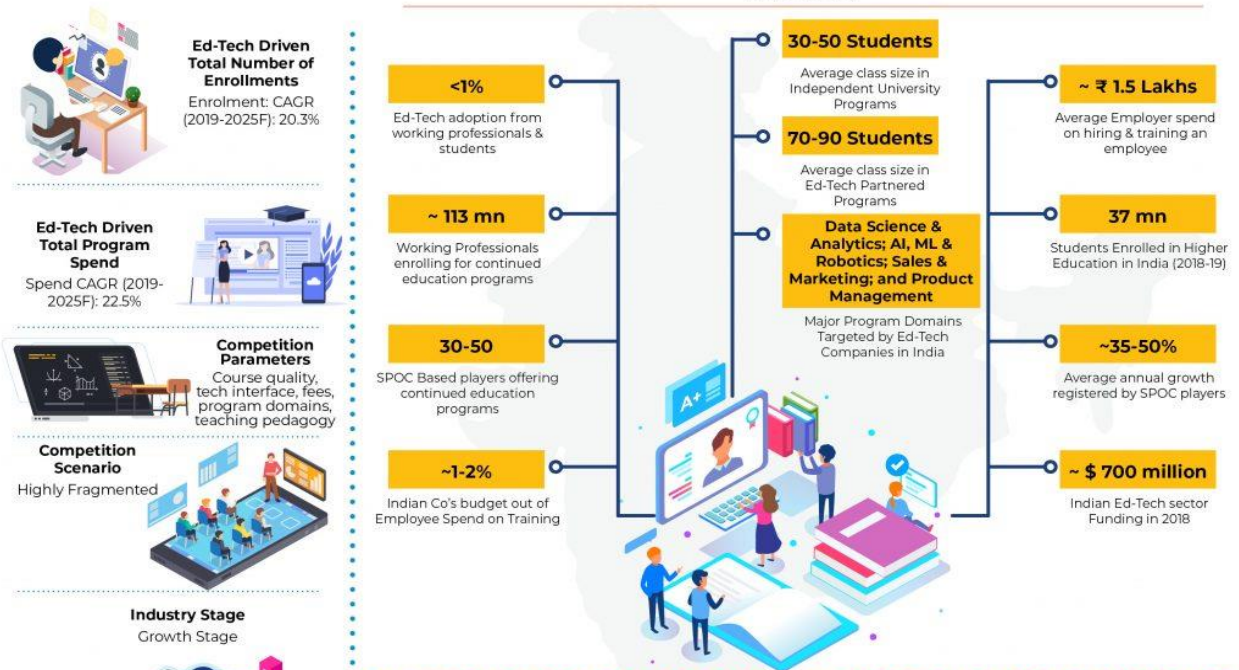 Ed-Tech Driven
Total Number of
Enrollments
Enrolment: CAGR
(2019-2025F): 20.3%
Ed-Tech Driven
Total Program
Spend
Spend CAGR (2019-
2025F): 22.5%
Competition
Parameters
Course quality,
tech interface, fees,
program domains,
teaching pedagogy
Competition
Scenario
Highly Fragmented
Industry Stage
Growth Stage
<1%
Ed-Tech adoption from
working professionals &
students
~ 113 mn
Working Professionals
enrolling for continued
education programs
30-50
SPOC Based players offering
continued education
programs
~1-2%
Indian Co's budget out of
Employee Spend on Training
30-50 Students
Average class size in
Independent University
Programs
70-90 Students
Average class size in
Ed-Tech Partnered
Programs
Data Science &
Analytics; AI, ML &
Robotics; Sales &
Marketing; and Product
Management
Major Program Domains
Targeted by Ed-Tech
Companies in India
A+
~ ₹ 1.5 Lakhs
Average Employer spend
on hiring & training an
employee
37 mn
Students Enrolled in Higher
Education in India (2018-19)
~35-50%
Average annual growth
registered by SPOC players
~ $ 700 million
Indian Ed-Tech sector
Funding in 2018